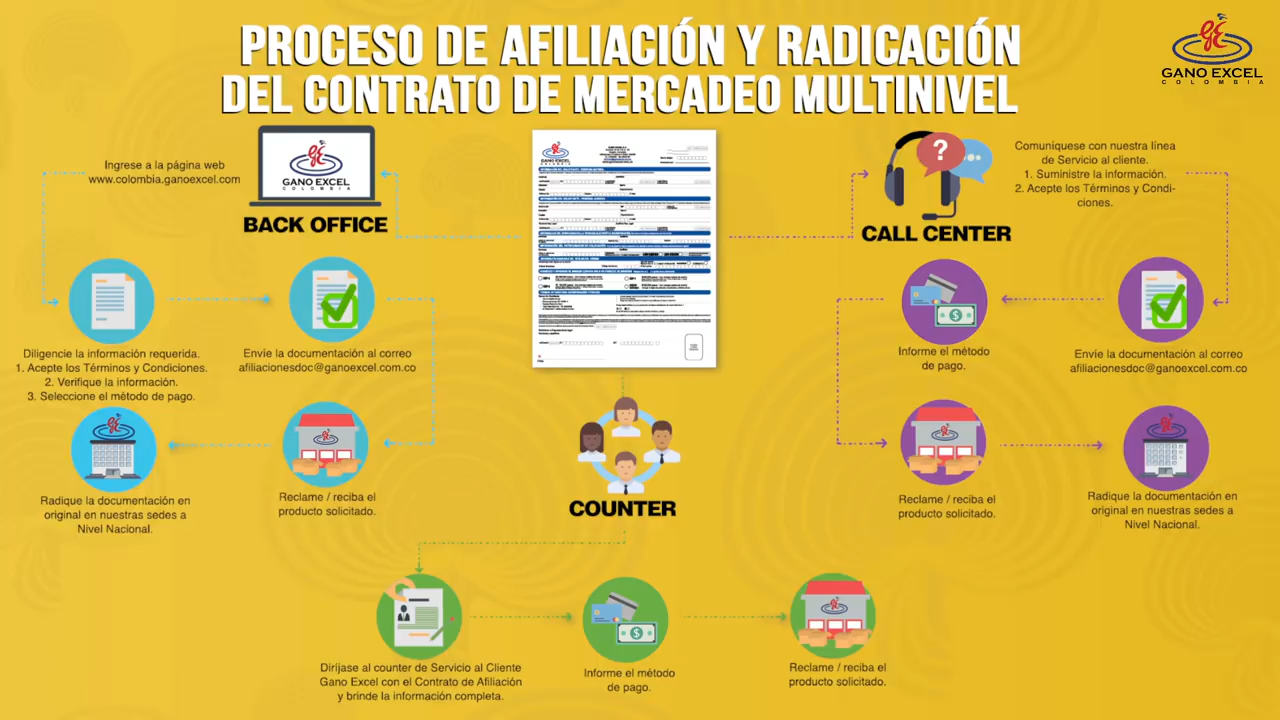 PROCESO DE AFILIACIÓN Y RADICACIÓN
DEL CONTRATO DE MERCADEO MULTINIVEL
GANO EXCEL
COLOMBIA
Ingrese a la página web
www.colombia.ganoexcel.com
GANO EXCEL
COLOMBIA
BACK OFFICE
Diligencie la información requerida.
1. Acepte los Términos y Condiciones.
2. Verifique la información.
3. Seleccione el método de pago.
Envíe la documentación al correo
afiliacionesdoc@ganoexcel.com.co
Reclame / reciba el
producto solicitado.
Radique la documentación en
original en nuestras sedes a
Nivel Nacional.
?
CALL CENTER
Comuníquese con nuestra línea
de Servicio al cliente.
1. Suministre la información.
2. Acepte los Términos y Condi-
ciones.
Envíe la documentación al correo
afiliacionesdoc@ganoexcel.com.co
$
Informe el método
de pago.
Reclame / reciba el
producto solicitado.
Radique la documentación en
original en nuestras sedes a
Nivel Nacional.
COUNTER
Diríjase al counter de Servicio al Cliente
Gano Excel con el Contrato de Afiliación
y brinde la información completa.
$
Informe el método
de pago.
Reclame / reciba el
producto solicitado.